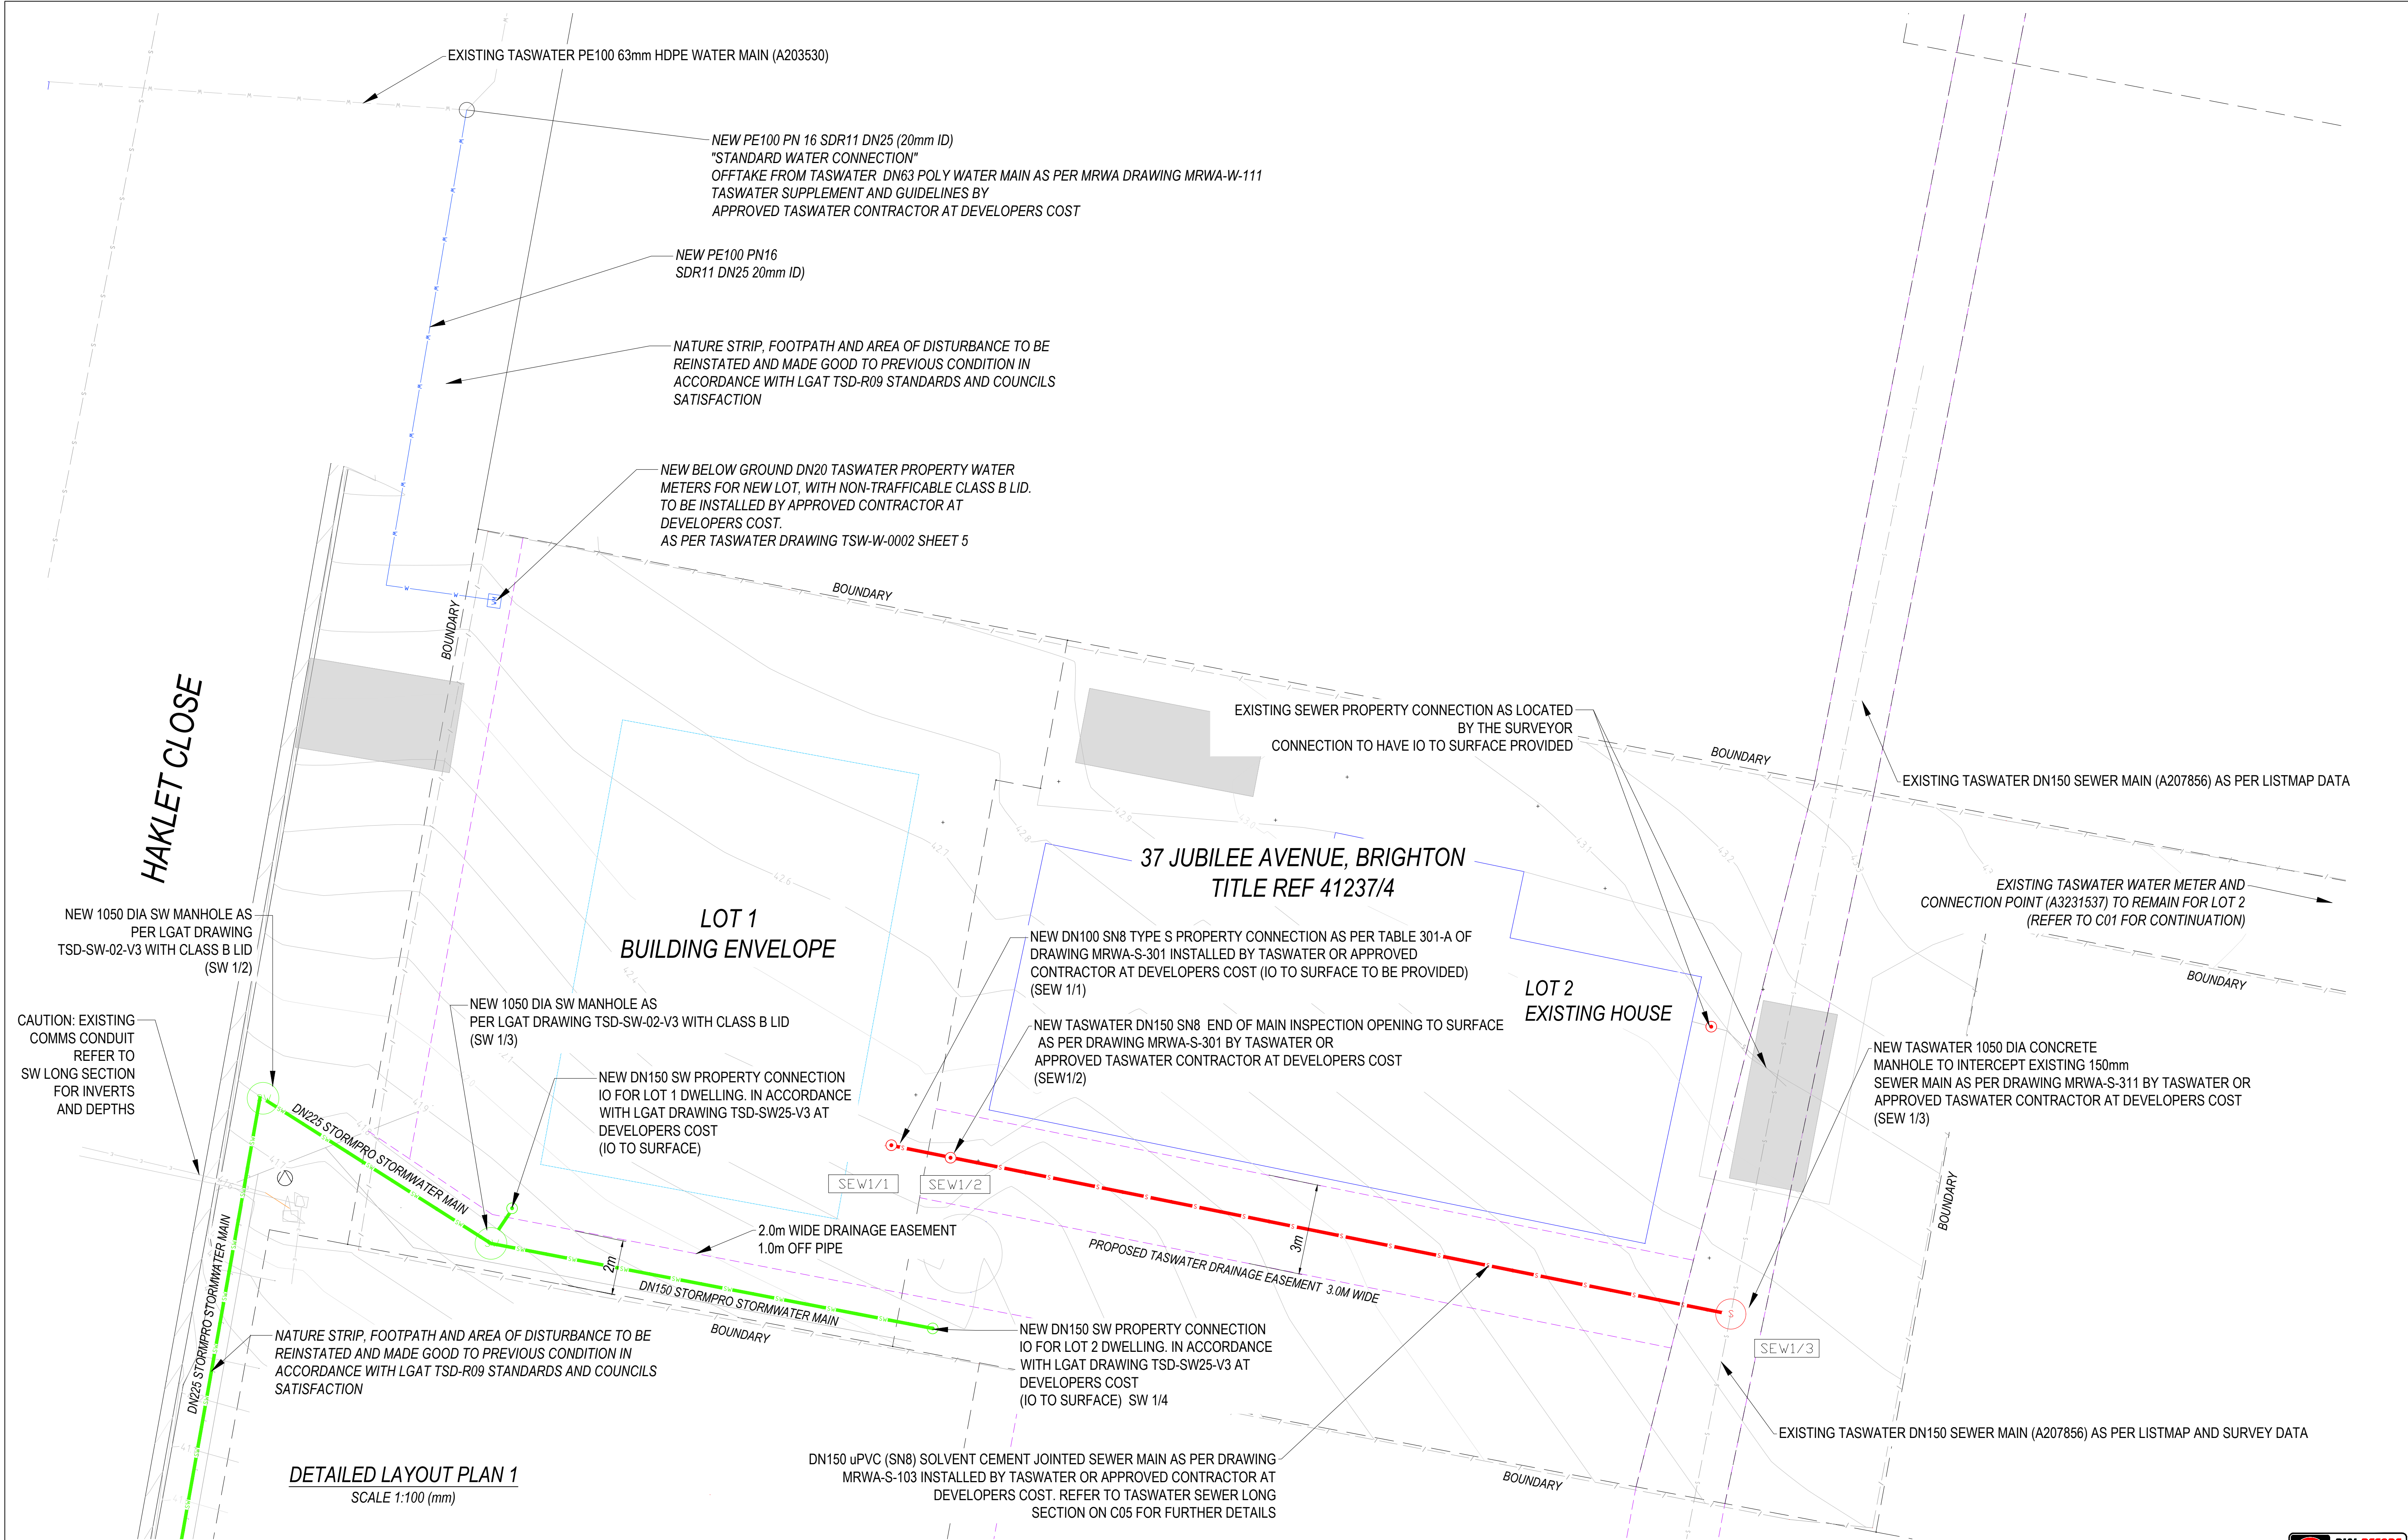 EXISTING TASWATER PE100 63mm HDPE WATER MAIN (A203530)
NEW PE100 PN 16 SDR11 DN25 (20mm ID)
"STANDARD WATER CONNECTION"
OFFTAKE FROM TASWATER DN63 POLY WATER MAIN AS PER MRWA DRAWING MRWA-W-111
TASWATER SUPPLEMENT AND GUIDELINES BY
APPROVED TASWATER CONTRACTOR AT DEVELOPERS COST
NEW PE100 PN16
SDR11 DN25 20mm ID)
NATURE STRIP, FOOTPATH AND AREA OF DISTURBANCE TO BE
REINSTATED AND MADE GOOD TO PREVIOUS CONDITION IN
ACCORDANCE WITH LGAT TSD-R09 STANDARDS AND COUNCILS
SATISFACTION
NEW BELOW GROUND DN20 TASWATER PROPERTY WATER
METERS FOR NEW LOT, WITH NON-TRAFFICABLE CLASS B LID.
TO BE INSTALLED BY APPROVED CONTRACTOR AT
DEVELOPERS COST.
AS PER TASWATER DRAWING TSW-W-0002 SHEET 5
BOUNDARY
BOUNDARY
HAKLET CLOSE
EXISTING SEWER PROPERTY CONNECTION AS LOCATED
BY THE SURVEYOR
CONNECTION TO HAVE IO TO SURFACE PROVIDED
BOUNDARY
EXISTING TASWATER DN150 SEWER MAIN (A207856) AS PER LISTMAP DATA
42.6
42.7
42.8
42.9
43.1
43.2
37 JUBILEE AVENUE, BRIGHTON
TITLE REF 41237/4
EXISTING TASWATER WATER METER AND
CONNECTION POINT (A3231537) TO REMAIN FOR LOT 2
(REFER TO C01 FOR CONTINUATION)
BOUNDARY
NEW 1050 DIA SW MANHOLE AS
PER LGAT DRAWING
TSD-SW-02-V3 WITH CLASS B LID
(SW 1/2)
LOT 1
BUILDING ENVELOPE
NEW DN100 SN8 TYPE S PROPERTY CONNECTION AS PER TABLE 301-A OF
DRAWING MRWA-S-301 INSTALLED BY TASWATER OR APPROVED
CONTRACTOR AT DEVELOPERS COST (IO TO SURFACE TO BE PROVIDED)
(SEW 1/1)
LOT 2
EXISTING HOUSE
CAUTION: EXISTING
COMMS CONDUIT
REFER TO
SW LONG SECTION
FOR INVERTS
AND DEPTHS
NEW 1050 DIA SW MANHOLE AS
PER LGAT DRAWING TSD-SW-02-V3 WITH CLASS B LID
(SW 1/3)
NEW TASWATER DN150 SN8 END OF MAIN INSPECTION OPENING TO SURFACE
AS PER DRAWING MRWA-S-301 BY TASWATER OR
APPROVED TASWATER CONTRACTOR AT DEVELOPERS COST
(SEW1/2)
NEW TASWATER 1050 DIA CONCRETE
MANHOLE TO INTERCEPT EXISTING 150mm
SEWER MAIN AS PER DRAWING MRWA-S-311 BY TASWATER OR
APPROVED TASWATER CONTRACTOR AT DEVELOPERS COST
(SEW 1/3)
NEW DN150 SW PROPERTY CONNECTION
IO FOR LOT 1 DWELLING. IN ACCORDANCE
WITH LGAT DRAWING TSD-SW25-V3 AT
DEVELOPERS COST
(IO TO SURFACE)
DN225 STORMPRO STORMWATER MAIN
SEW1/1
SEW1/2
BOUNDARY
2.0m WIDE DRAINAGE EASEMENT
1.0m OFF PIPE
2m
3m
PROPOSED TASWATER DRAINAGE EASEMENT 3.0M WIDE
DN225 STORMPRO STORMWATER MAIN
DN150 STORMPRO STORMWATER MAIN
BOUNDARY
NATURE STRIP, FOOTPATH AND AREA OF DISTURBANCE TO BE
REINSTATED AND MADE GOOD TO PREVIOUS CONDITION IN
ACCORDANCE WITH LGAT TSD-R09 STANDARDS AND COUNCILS
SATISFACTION
NEW DN150 SW PROPERTY CONNECTION
IO FOR LOT 2 DWELLING. IN ACCORDANCE
WITH LGAT DRAWING TSD-SW25-V3 AT
DEVELOPERS COST
(IO TO SURFACE) SW 1/4
SEW1/3
EXISTING TASWATER DN150 SEWER MAIN (A207856) AS PER LISTMAP AND SURVEY DATA
DN150 uPVC (SN8) SOLVENT CEMENT JOINTED SEWER MAIN AS PER DRAWING
MRWA-S-103 INSTALLED BY TASWATER OR APPROVED CONTRACTOR AT
DEVELOPERS COST. REFER TO TASWATER SEWER LONG
SECTION ON C05 FOR FURTHER DETAILS
BOUNDARY
DETAILED LAYOUT PLAN 1
SCALE 1:100 (mm)